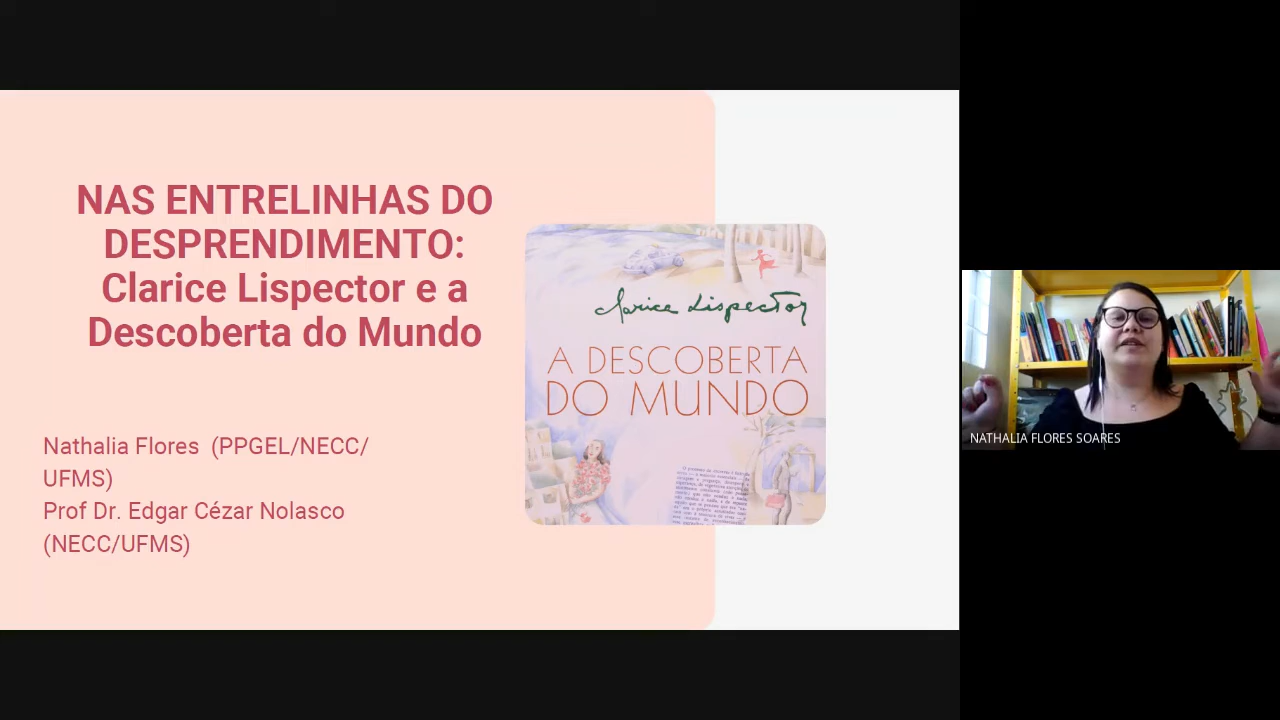 NAS ENTRELINHAS DO
DESPRENDIMENTO:
Clarice Lispector e a
Descoberta do Mundo
Nathalia Flores (PPGEL/NECC/
UFMS)
Prof Dr. Edgar Cézar Nolasco
(NECC/UFMS)
Clarice Lispector
A DESCOBERTA
DO MUNDO
NATHALIA FLORES SOARES